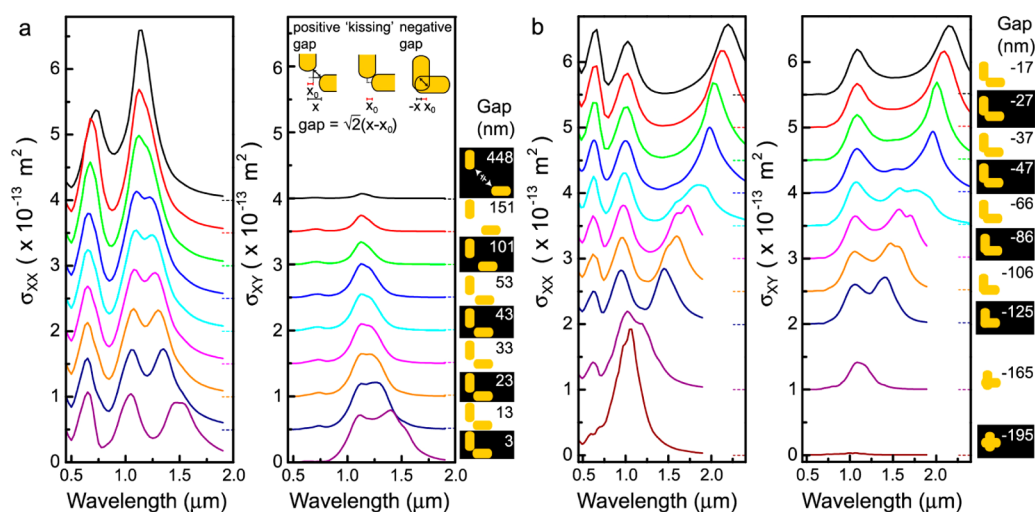 a
positive 'kissing' negative
gap gap
x₀ x₀ -x x₀
x
gap = √2(x-x₀)
σXX ( x 10⁻¹³ m²)
6
5
4
3
2
1
0
0.5 1.0 1.5 2.0
Wavelength (μm)
σXY ( x 10⁻¹³ m²)
6
5
4
3
2
1
0
0.5 1.0 1.5 2.0
Wavelength (μm)
Gap
(nm)
448
151
101
53
43
33
23
13
3
b
σXX ( x 10⁻¹³ m²)
6
5
4
3
2
1
0
0.5 1.0 1.5 2.0
Wavelength (μm)
σXY ( x 10⁻¹³ m²)
6
5
4
3
2
1
0
0.5 1.0 1.5 2.0
Wavelength (μm)
Gap
(nm)
-17
-27
-37
-47
-66
-86
-106
-125
-165
-195